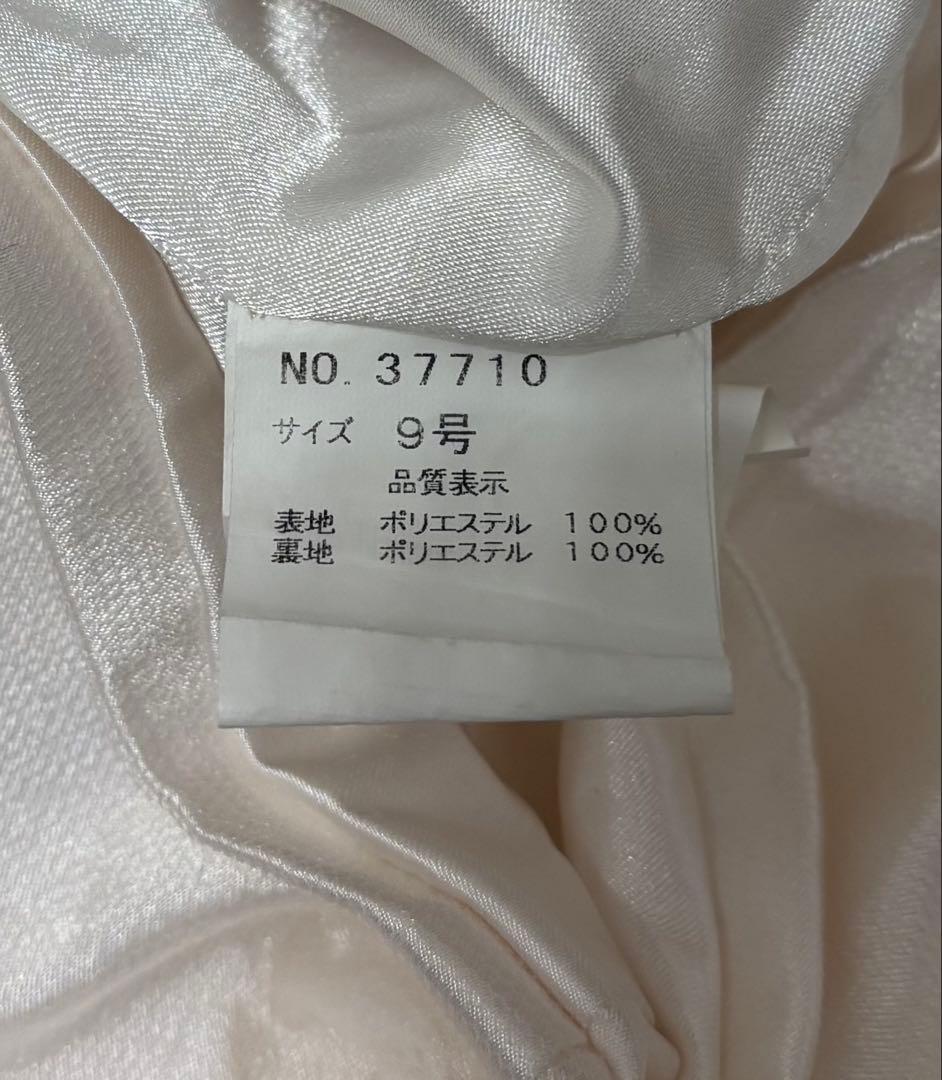 NO. 37710
サイズ 9号
品質表示
表地 ポリエステル 100%
裏地 ポリエステル 100%